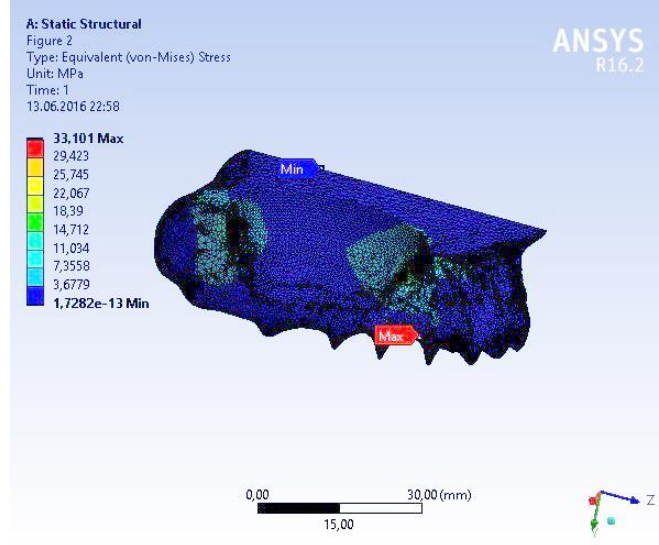 A: Static Structural
Figure 2
Type: Equivalent (von-Mises) Stress
Unit: MPa
Time: 1
13.06.2016 22:58
ANSYS
R16.2
33,101 Max
29,423
25,745
22,067
18,39
14,712
11,034
7,3558
3,6779
1,7282e-13 Min
Min
Max
0,00 30,00 (mm)
15,00
Z